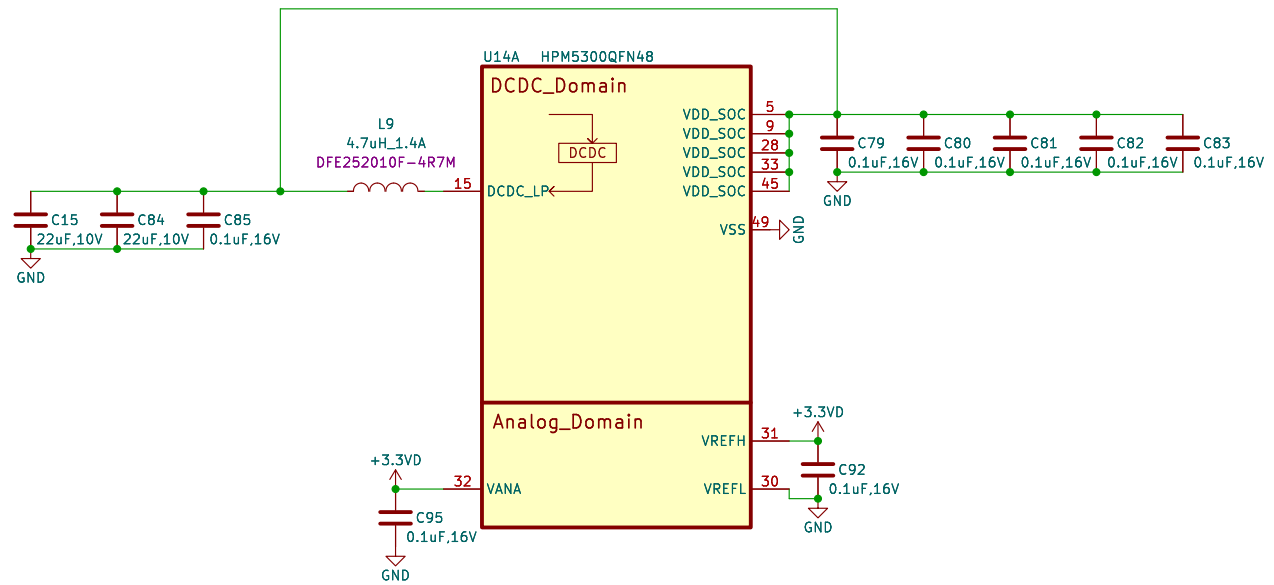 U14A HPM5300QFN48
DCDC_Domain
DCDC
VDD_SOC 5
VDD_SOC 9
VDD_SOC 28
VDD_SOC 33
VDD_SOC 45
C79
0.1uF,16V
C80
0.1uF,16V
C81
0.1uF,16V
C82
0.1uF,16V
C83
0.1uF,16V
GND
L9
4.7uH_1.4A
DFE252010F-4R7M
15 DCDC_LP
C15
22uF,10V
C84
22uF,10V
C85
0.1uF,16V
GND
VSS 49 GND
Analog_Domain
+3.3VD
VREFH 31
C92
0.1uF,16V
VREFL 30
GND
+3.3VD
32 VANA
C95
0.1uF,16V
GND